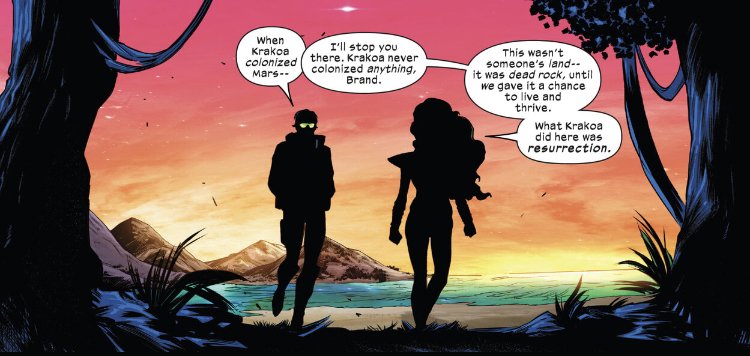 When
Krakoa
colonized
Mars--
I'll stop you
there. Krakoa never
colonized anything,
Brand.
This wasn't
someone's land--
it was dead rock, until
we gave it a chance
to live and
thrive.
What Krakoa
did here was
resurrection.